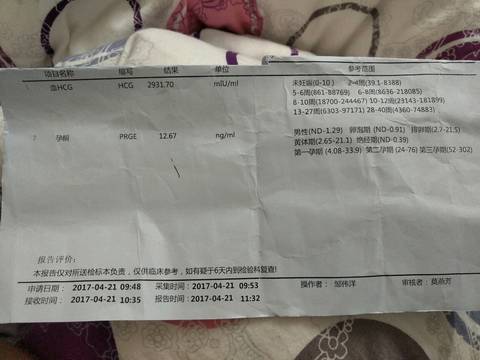 项目名称 缩写 结果 单位 参考范围
血HCG HCG 2931.70 mIU/ml 未妊娠(0-10 ) 2-4周(39.1-8388)
5-6周(861-88769) 6-8周(8636-218085)
8-10周(18700-244467) 10-12周(23143-181899)
13-27周(6303-97171) 28-40周(4360-74883)
孕酮 PRGE 12.67 ng/ml 男性(ND-1.29) 卵泡期 (ND-0.91) 排卵期(2.7-21.5)
黄体期(2.65-21.1) 绝经期(ND-0.39)
第一孕期 (4.08-33.9) 第二孕期 (24-76) 第三孕期(52-302)
报告评价:
本报告仅对所送检标本负责，仅供临床参考，如有疑于6天内到检验科复查!
申请日期： 2017-04-21 09:48 采集时间：2017-04-21 09:53 操作者：邹伟洋 审核者：莫燕芬
接收时间：2017-04-21 10:35 报告时间：2017-04-21 11:32